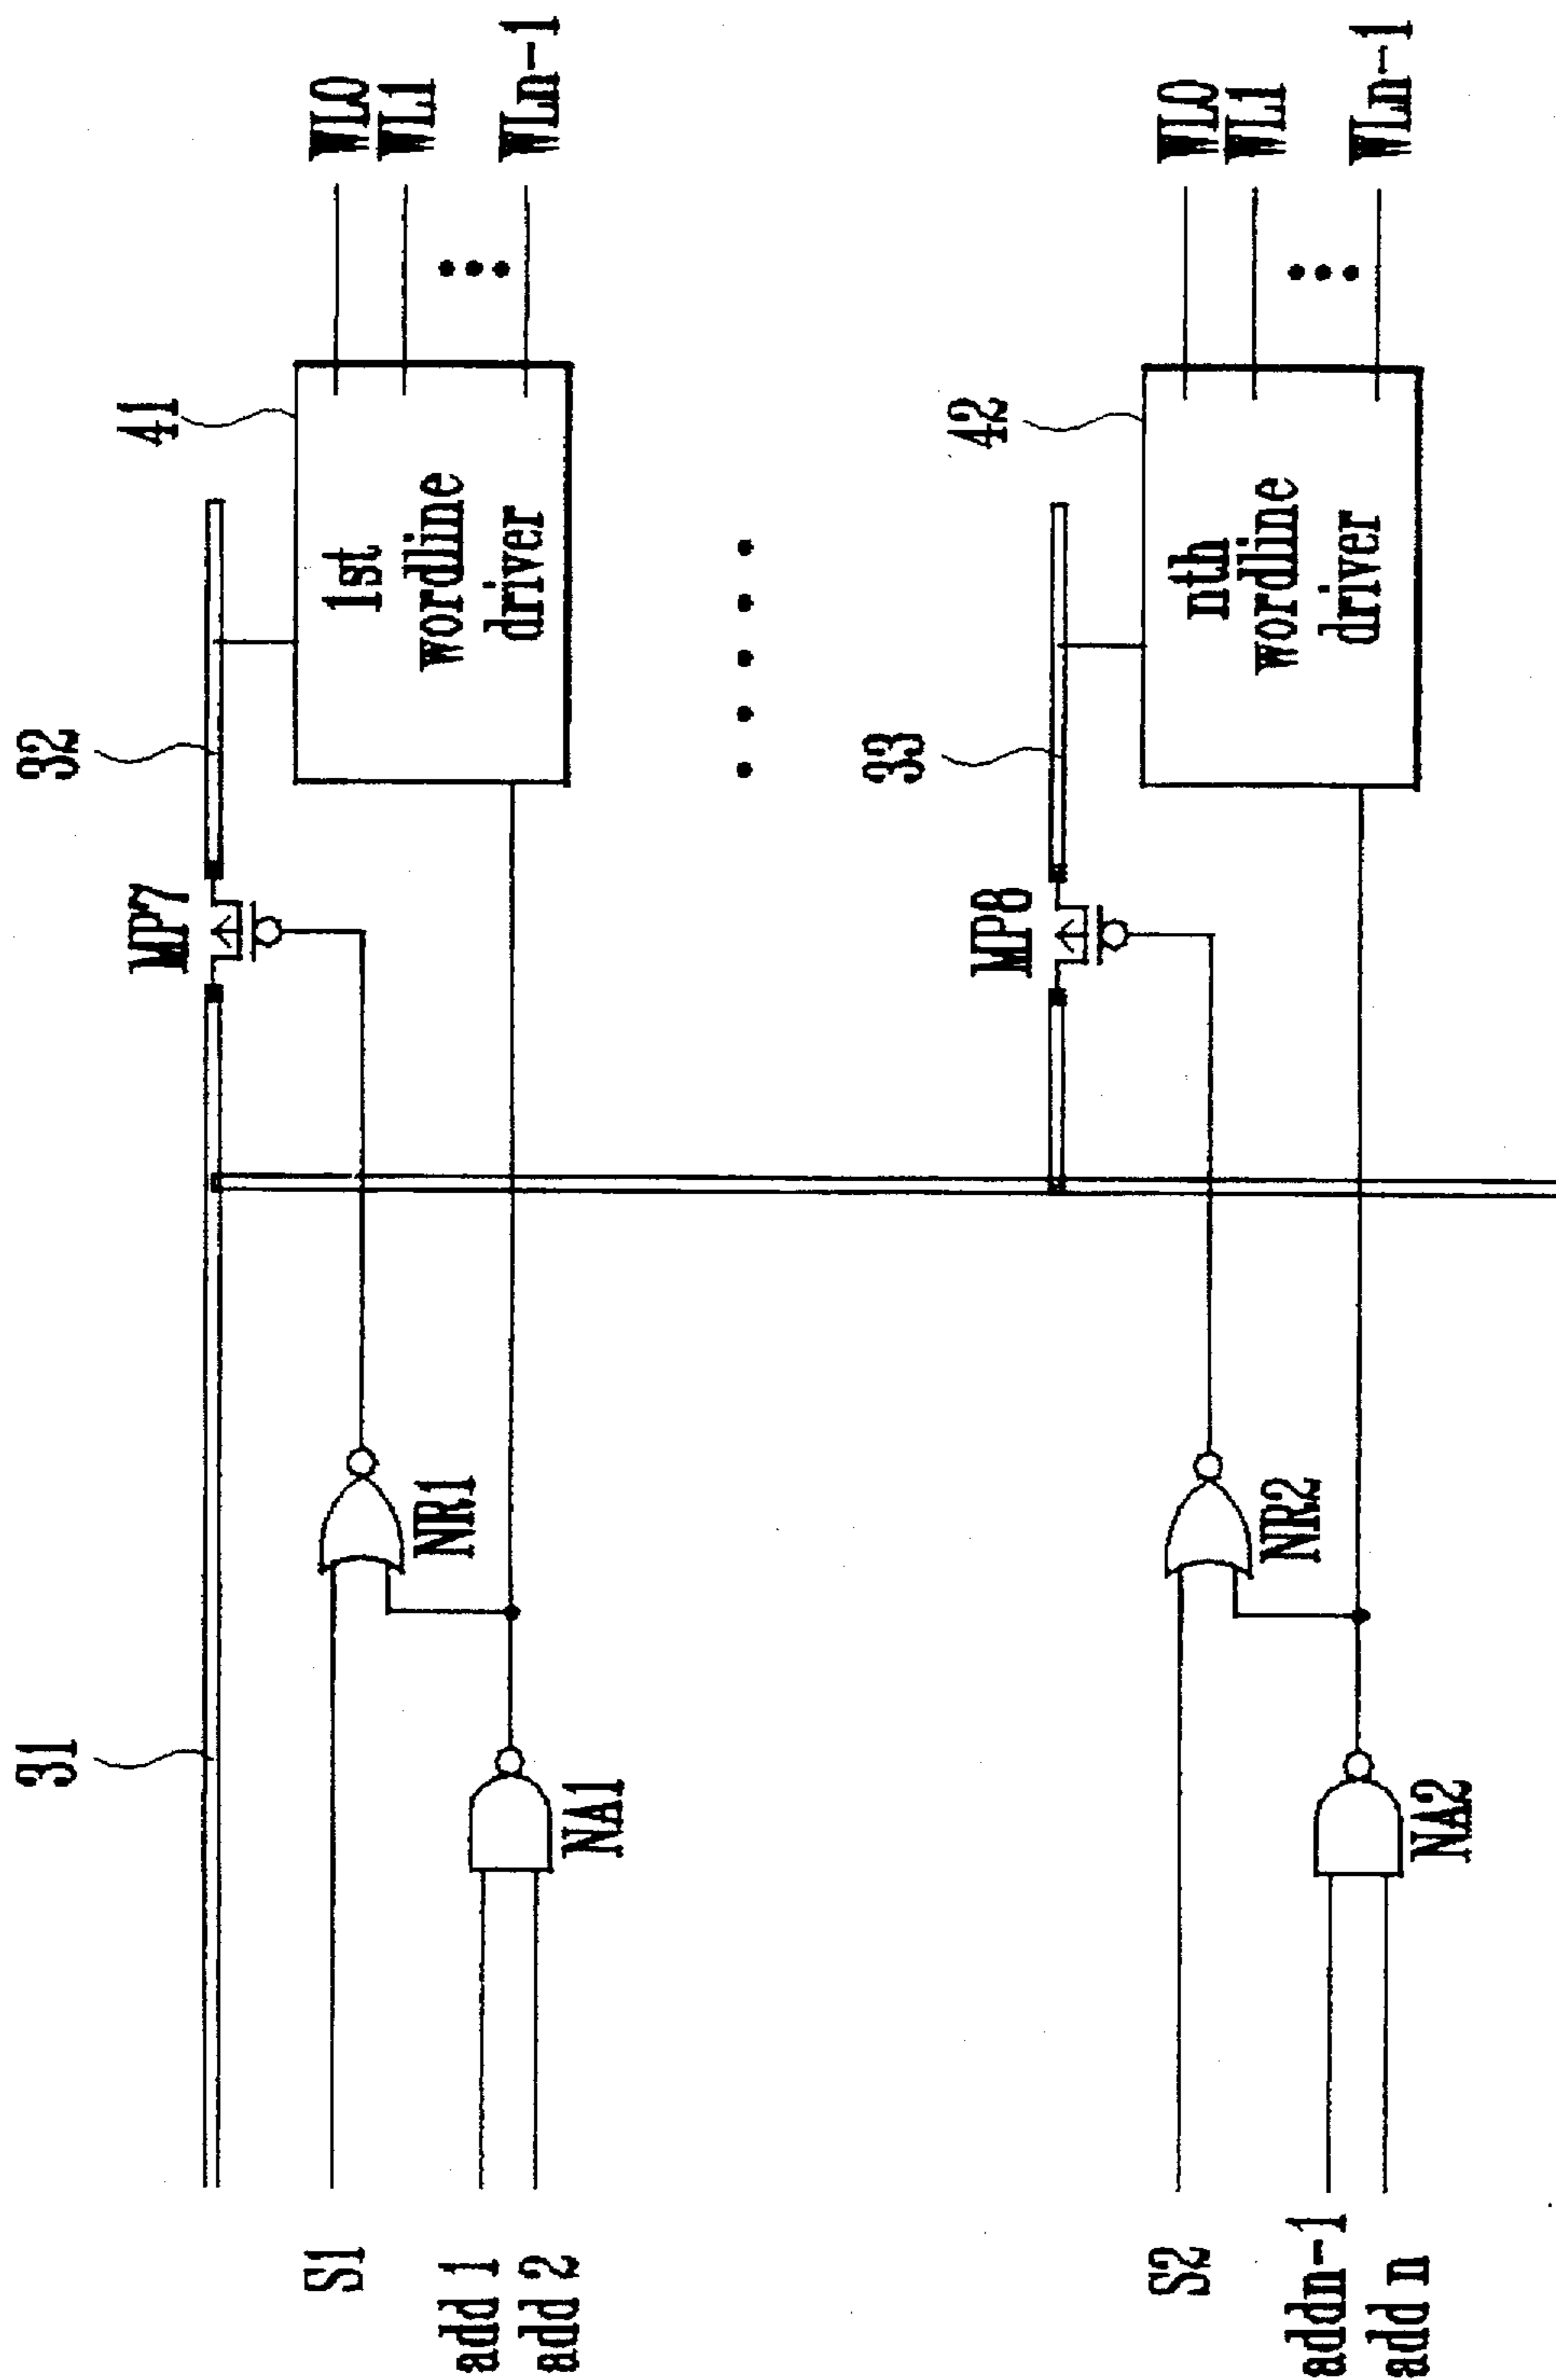 31
32
MP7
41
S1
NR1
1st
wordline
driver
WL0
WL1
WLn-1
add 1
add 2
NA1
33
MP8
42
S2
NR2
nth
wordline
driver
WL0
WL1
WLn-1
addn-1
add n
NA2